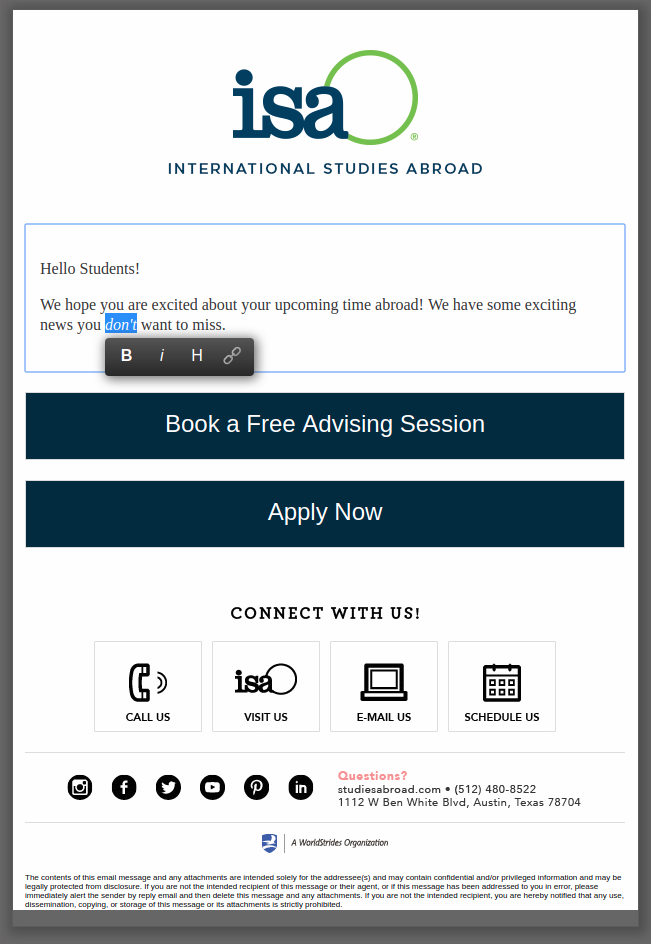 isa®
INTERNATIONAL STUDIES ABROAD
Hello Students!
We hope you are excited about your upcoming time abroad! We have some exciting
news you don't want to miss.
B i H
Book a Free Advising Session
Apply Now
CONNECT WITH US!
isa
CALL US VISIT US E-MAIL US SCHEDULE US
Questions?
studiesabroad.com • (512) 480-8522
1112 W Ben White Blvd, Austin, Texas 78704
A WorldStrides Organization
The contents of this email message and any attachments are intended solely for the addressee(s) and may contain confidential and/or privileged information and may be
legally protected from disclosure. If you are not the intended recipient of this message or their agent, or if this message has been addressed to you in error, please
immediately alert the sender by reply email and then delete this message and any attachments. If you are not the intended recipient, you are hereby notified that any use,
dissemination, copying, or storage of this message or its attachments is strictly prohibited.